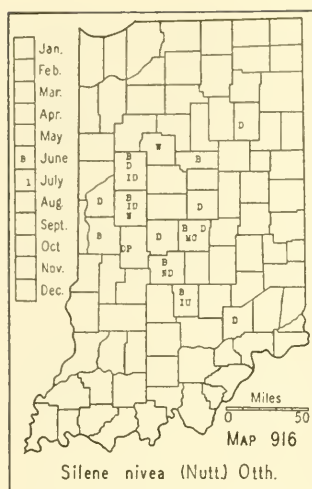 Jan.
Feb.
Mar.
Apr.
May
B June
1 July
Aug.
Sept.
Oct
Nov.
Dec.
D
W
B
D
ID
B
D
B
IU
W
D
B
DP
D
B D
MC
B
ND
B
IU
D
Miles
0 50
MAP 916
Silene nivea (Nutt.) Otth.